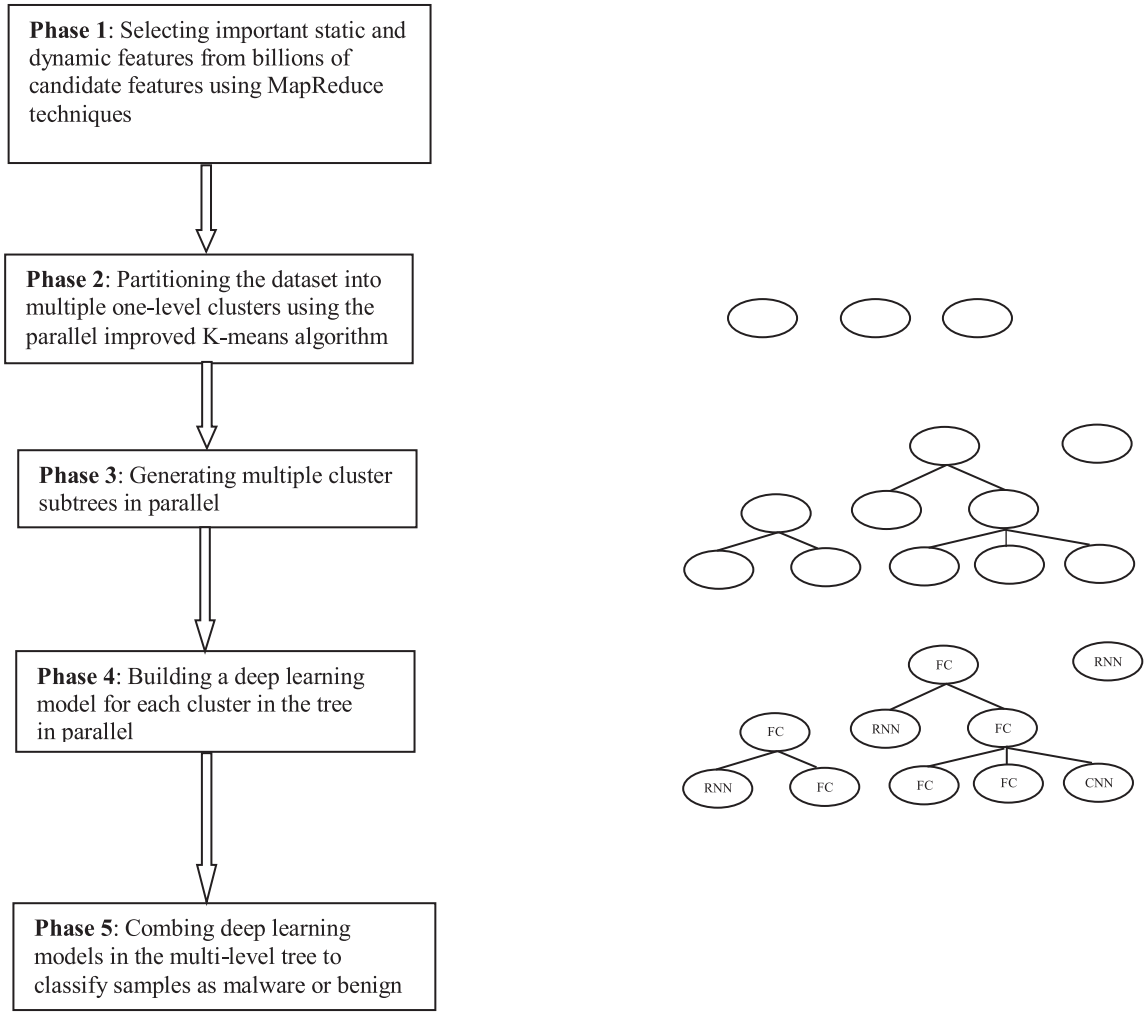 Phase 1: Selecting important static and
dynamic features from billions of
candidate features using MapReduce
techniques
Phase 2: Partitioning the dataset into
multiple one-level clusters using the
parallel improved K-means algorithm
Phase 3: Generating multiple cluster
subtrees in parallel
Phase 4: Building a deep learning
model for each cluster in the tree
in parallel
FC
RNN
FC
RNN
FC
RNN
FC
FC
FC
CNN
Phase 5: Combing deep learning
models in the multi-level tree to
classify samples as malware or benign